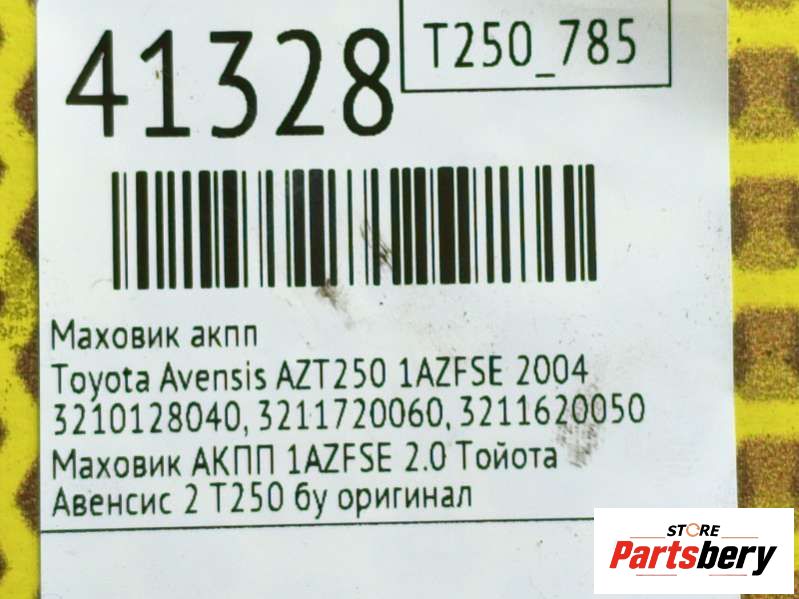 41328
T250_785
Маховик акпп
Toyota Avensis AZT250 1AZFSE 2004
3210128040, 3211720060, 3211620050
Маховик АКПП 1AZFSE 2.0 Тойота
Авенсис 2 Т250 бу оригинал
STORE
Partsbery